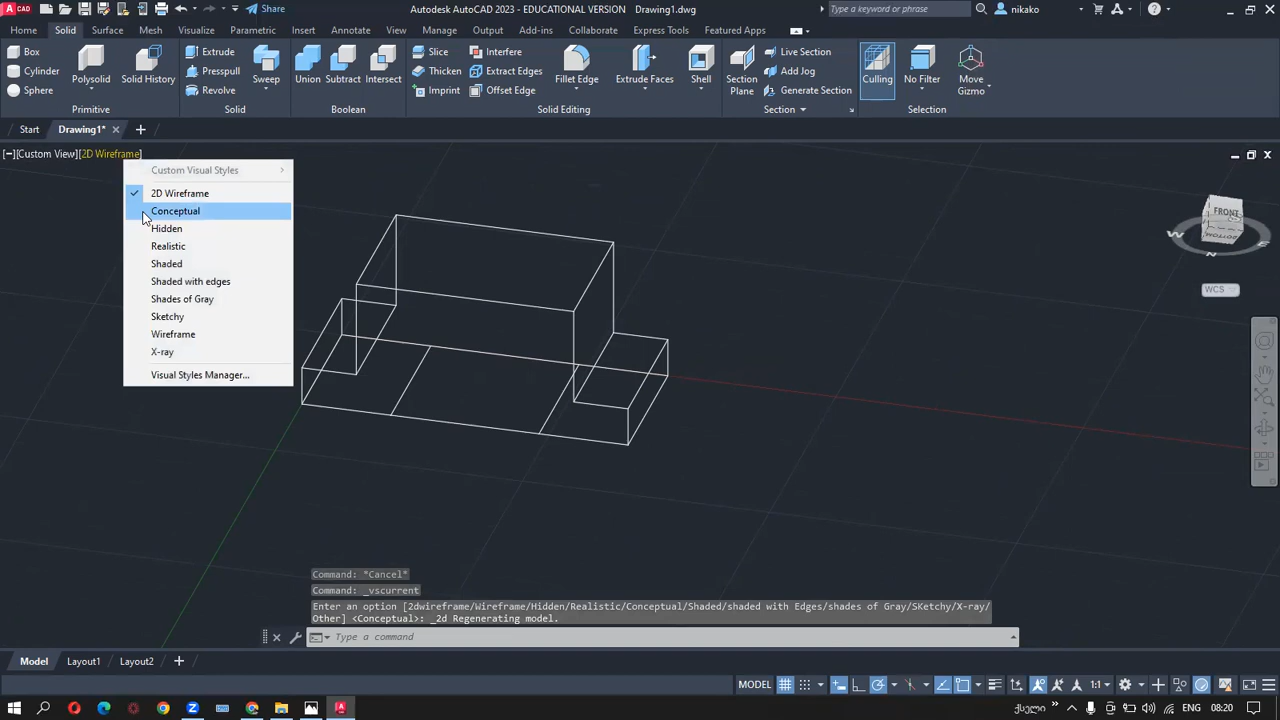 CAD
Share
Autodesk AutoCAD 2023 - EDUCATIONAL VERSION Drawing1.dwg
Type a keyword or phrase
nikako
Home Solid Surface Mesh Visualize Parametric Insert Annotate View Manage Output Add-ins Collaborate Express Tools Featured Apps
Box
Cylinder
Sphere
Polysolid
Solid History
Primitive
Extrude
Presspull
Revolve
Sweep
Solid
Union
Subtract
Intersect
Boolean
Slice
Thicken
Imprint
Interfere
Extract Edges
Offset Edge
Fillet Edge
Extrude Faces
Shell
Solid Editing
Section Plane
Live Section
Add Jog
Generate Section
Section
Culling
No Filter
Move Gizmo
Selection
Start
Drawing1*
[−][Custom View][2D Wireframe]
Custom Visual Styles
2D Wireframe
Conceptual
Hidden
Realistic
Shaded
Shaded with edges
Shades of Gray
Sketchy
Wireframe
X-ray
Visual Styles Manager...
FRONT
BOTTOM
W
N
E
S
WCS
Command: *Cancel*
Command: _vscurrent
Enter an option [2dwireframe/Wireframe/Hidden/Realistic/Conceptual/Shaded/shaded with Edges/shades of Gray/SKetchy/X-ray/
Other] <Conceptual>: _2d Regenerating model.
Type a command
Model Layout1 Layout2
MODEL
1:1
ქსელი
ENG
08:20